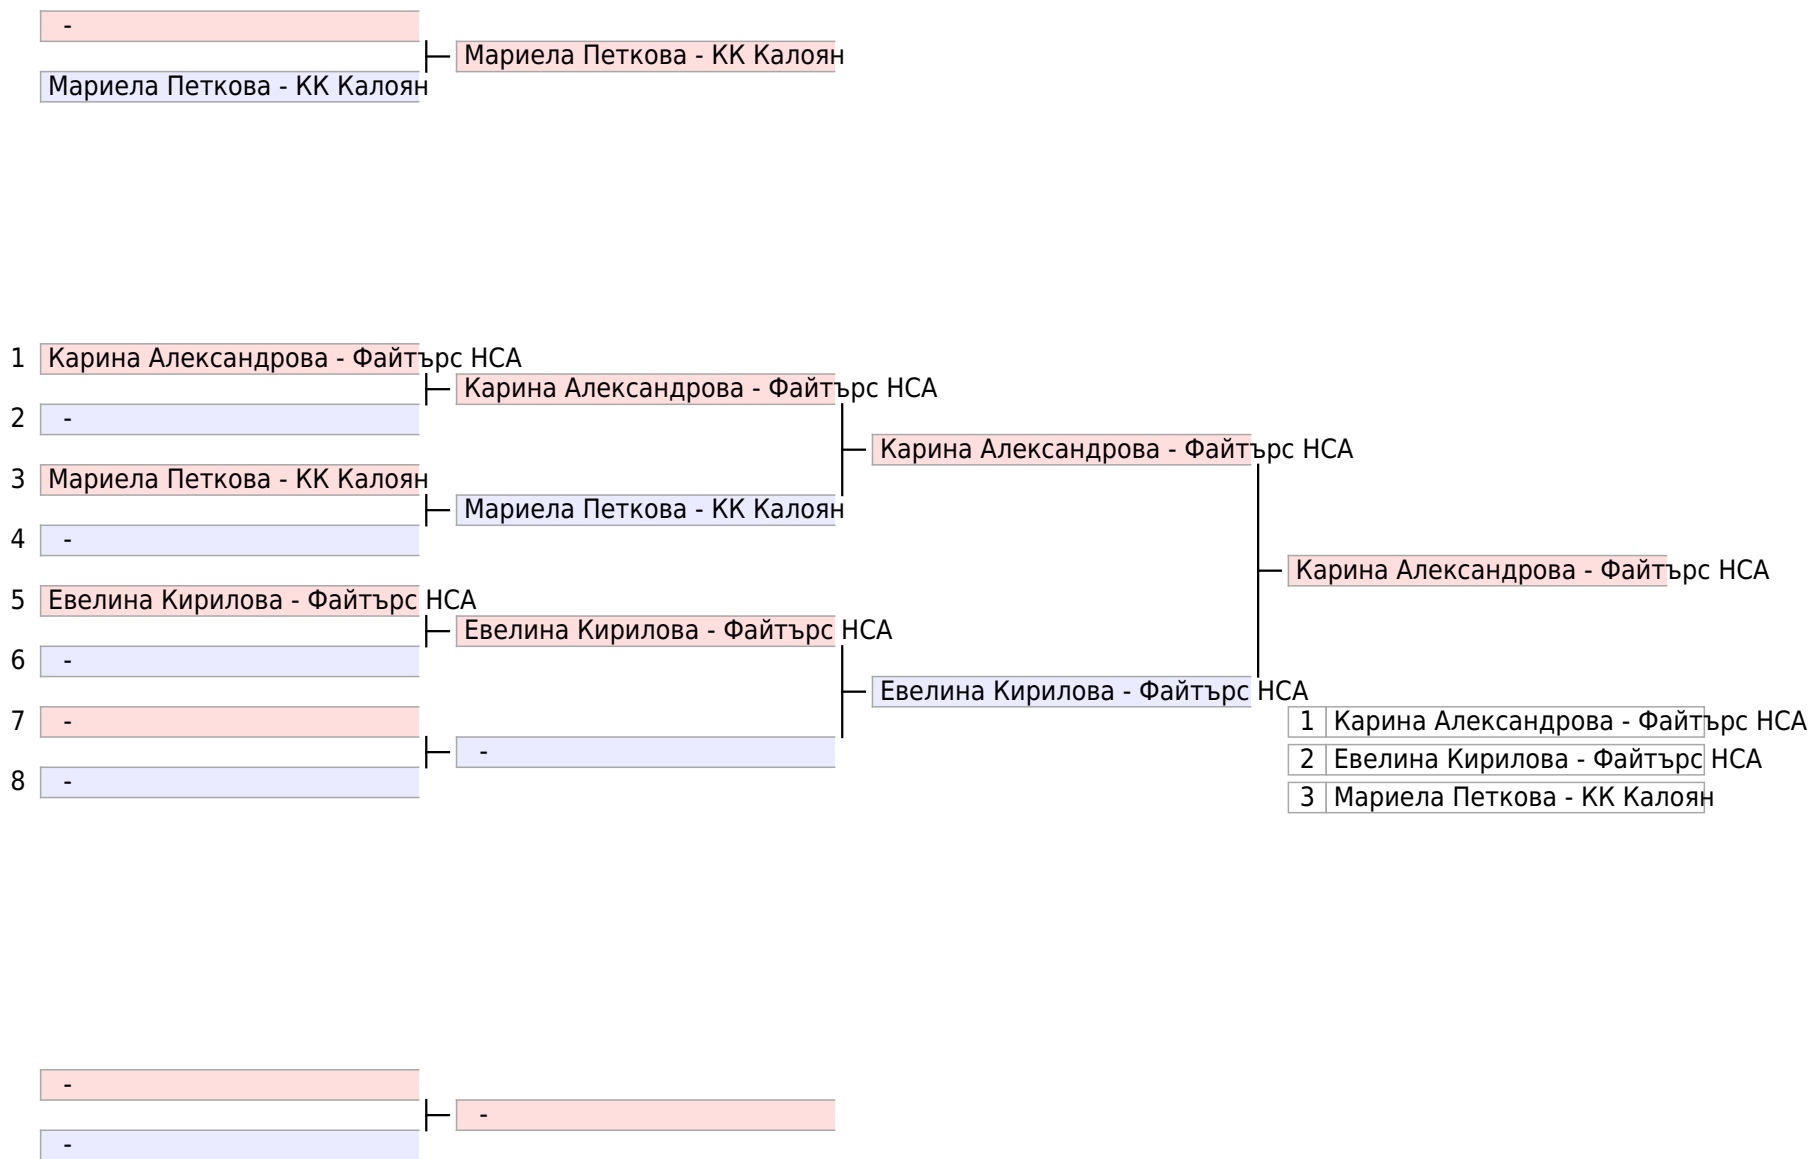 -
Мариела Петкова - КК Калоян
Мариела Петкова - КК Калоян
1 Карина Александрова - Файтърс НСА
Карина Александрова - Файтърс НСА
2 -
Карина Александрова - Файтърс НСА
3 Мариела Петкова - КК Калоян
Мариела Петкова - КК Калоян
4 -
Карина Александрова - Файтърс НСА
5 Евелина Кирилова - Файтърс НСА
Евелина Кирилова - Файтърс НСА
6 -
Евелина Кирилова - Файтърс НСА
7 -
1 Карина Александрова - Файтърс НСА
-
2 Евелина Кирилова - Файтърс НСА
8 -
3 Мариела Петкова - КК Калоян
-
-
-